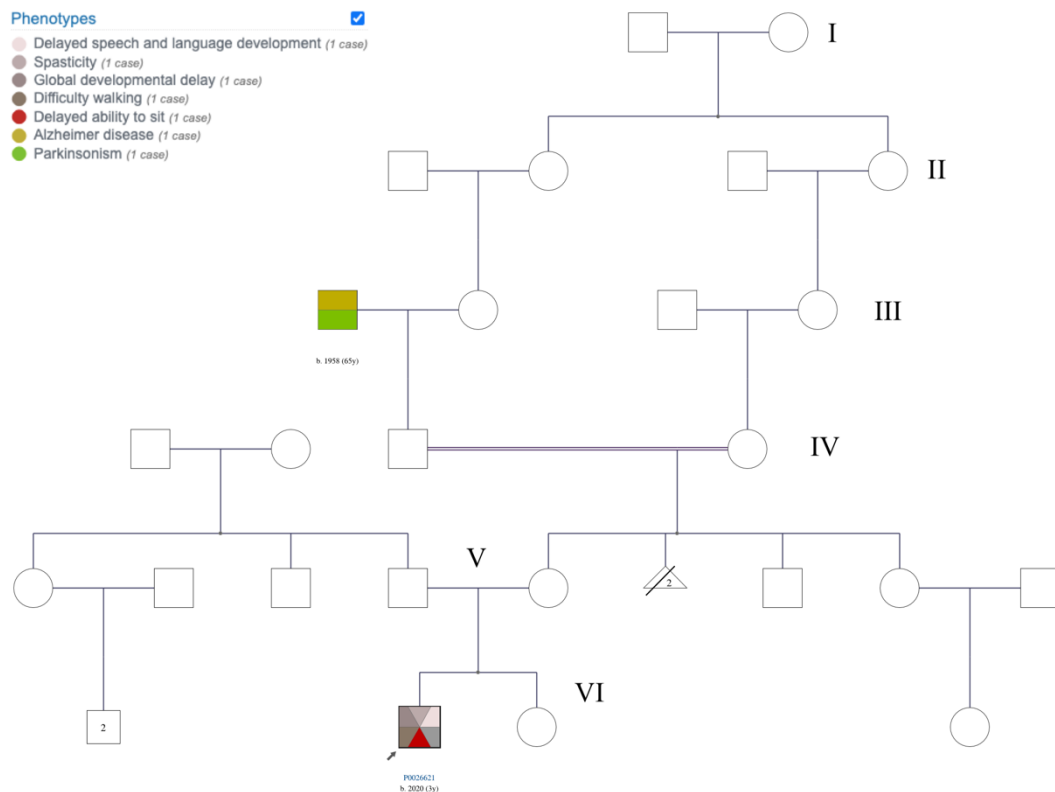 Phenotypes
Delayed speech and language development (1 case)
Spasticity (1 case)
Global developmental delay (1 case)
Difficulty walking (1 case)
Delayed ability to sit (1 case)
Alzheimer disease (1 case)
Parkinsonism (1 case)
I
II
III
b. 1958 (65y)
IV
V
2
VI
2
P0026621
b. 2020 (3y)